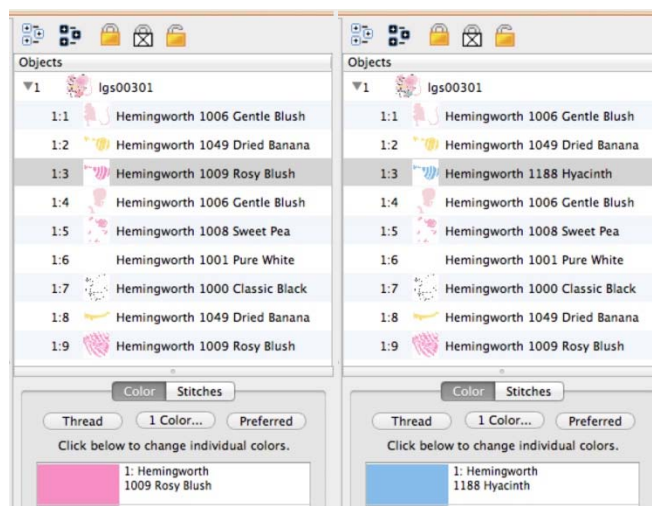 Objects
1 lgs00301
1:1 Hemingworth 1006 Gentle Blush
1:2 Hemingworth 1049 Dried Banana
1:3 Hemingworth 1009 Rosy Blush
1:4 Hemingworth 1006 Gentle Blush
1:5 Hemingworth 1008 Sweet Pea
1:6 Hemingworth 1001 Pure White
1:7 Hemingworth 1000 Classic Black
1:8 Hemingworth 1049 Dried Banana
1:9 Hemingworth 1009 Rosy Blush
Color Stitches
Thread 1 Color... Preferred
Click below to change individual colors.
1: Hemingworth
1009 Rosy Blush
Objects
1 lgs00301
1:1 Hemingworth 1006 Gentle Blush
1:2 Hemingworth 1049 Dried Banana
1:3 Hemingworth 1188 Hyacinth
1:4 Hemingworth 1006 Gentle Blush
1:5 Hemingworth 1008 Sweet Pea
1:6 Hemingworth 1001 Pure White
1:7 Hemingworth 1000 Classic Black
1:8 Hemingworth 1049 Dried Banana
1:9 Hemingworth 1009 Rosy Blush
Color Stitches
Thread 1 Color... Preferred
Click below to change individual colors.
1: Hemingworth
1188 Hyacinth